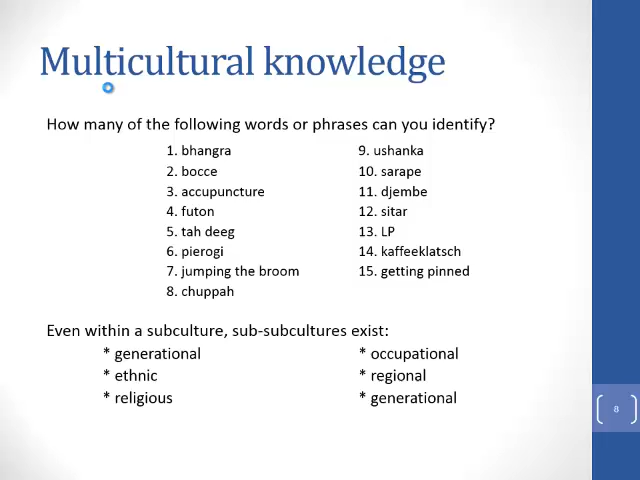 Multicultural knowledge
How many of the following words or phrases can you identify?
1. bhangra
2. bocce
3. accupuncture
4. futon
5. tah deeg
6. pierogi
7. jumping the broom
8. chuppah
9. ushanka
10. sarape
11. djembe
12. sitar
13. LP
14. kaffeeklatsch
15. getting pinned
Even within a subculture, sub-subcultures exist:
* generational
* ethnic
* religious
* occupational
* regional
* generational
8